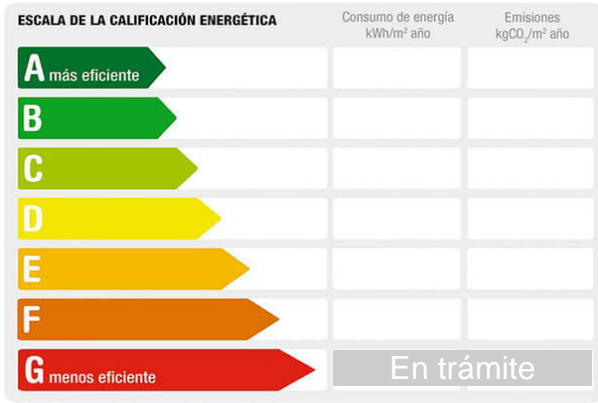 ESCALA DE LA CALIFICACIÓN ENERGÉTICA
Consumo de energía
kWh/m² año
Emisiones
kgCO₂/m² año
A más eficiente
B
C
D
E
F
G menos eficiente
En trámite